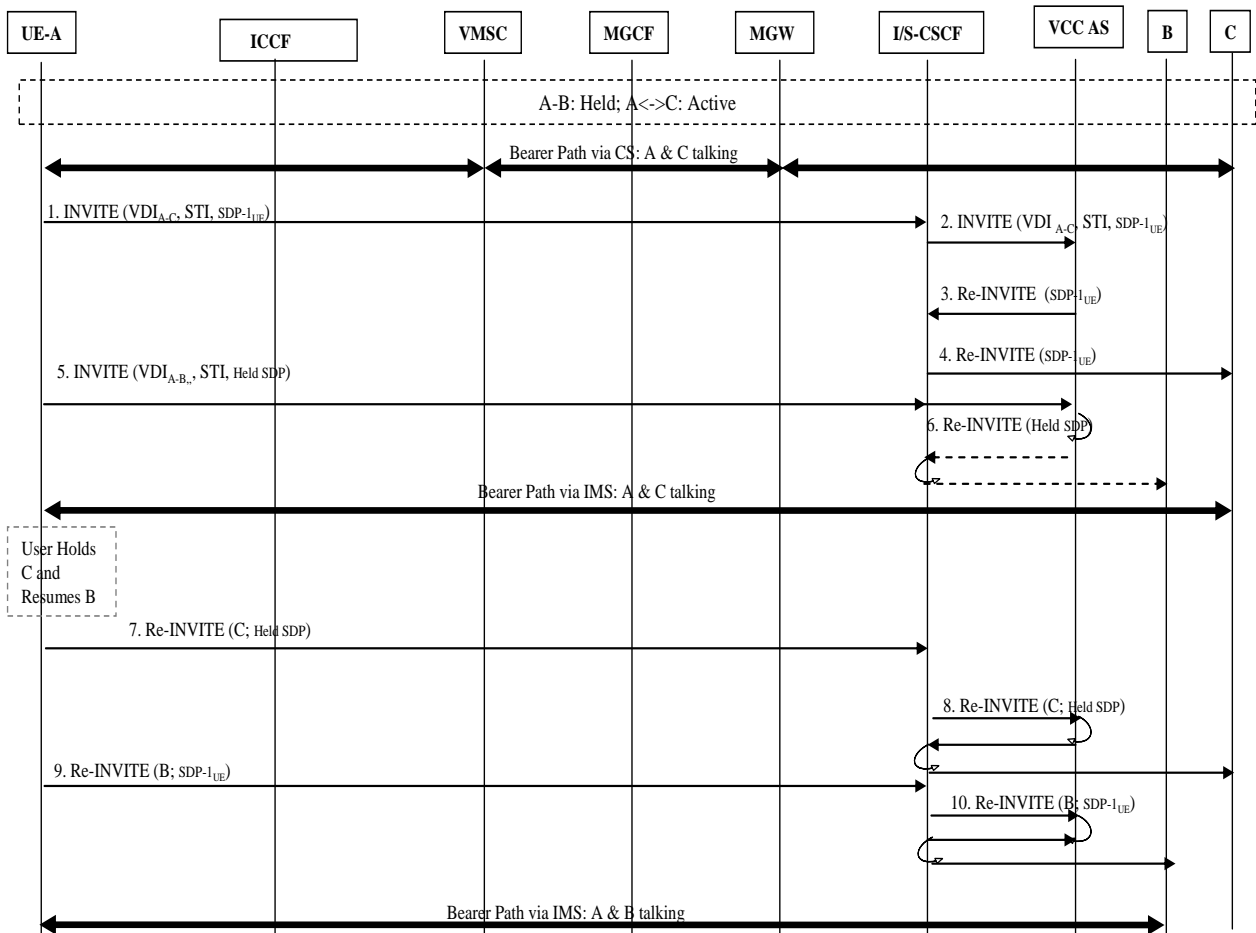 UE-A
ICCF
VMSC
MGCF
MGW
I/S-CSCF
VCC AS
B
C
A-B: Held; A<->C: Active
Bearer Path via CS: A & C talking
1. INVITE (VDIA-C, STI, SDP-1UE)
2. INVITE (VDI A-C, STI, SDP-1UE)
3. Re-INVITE (SDP-1UE)
4. Re-INVITE (SDP-1UE)
5. INVITE (VDIA-B,,, STI, Held SDP)
6. Re-INVITE (Held SDP)
Bearer Path via IMS: A & C talking
User Holds
C and
Resumes B
7. Re-INVITE (C; Held SDP)
8. Re-INVITE (C; Held SDP)
9. Re-INVITE (B; SDP-1UE)
10. Re-INVITE (B; SDP-1UE)
Bearer Path via IMS: A & B talking